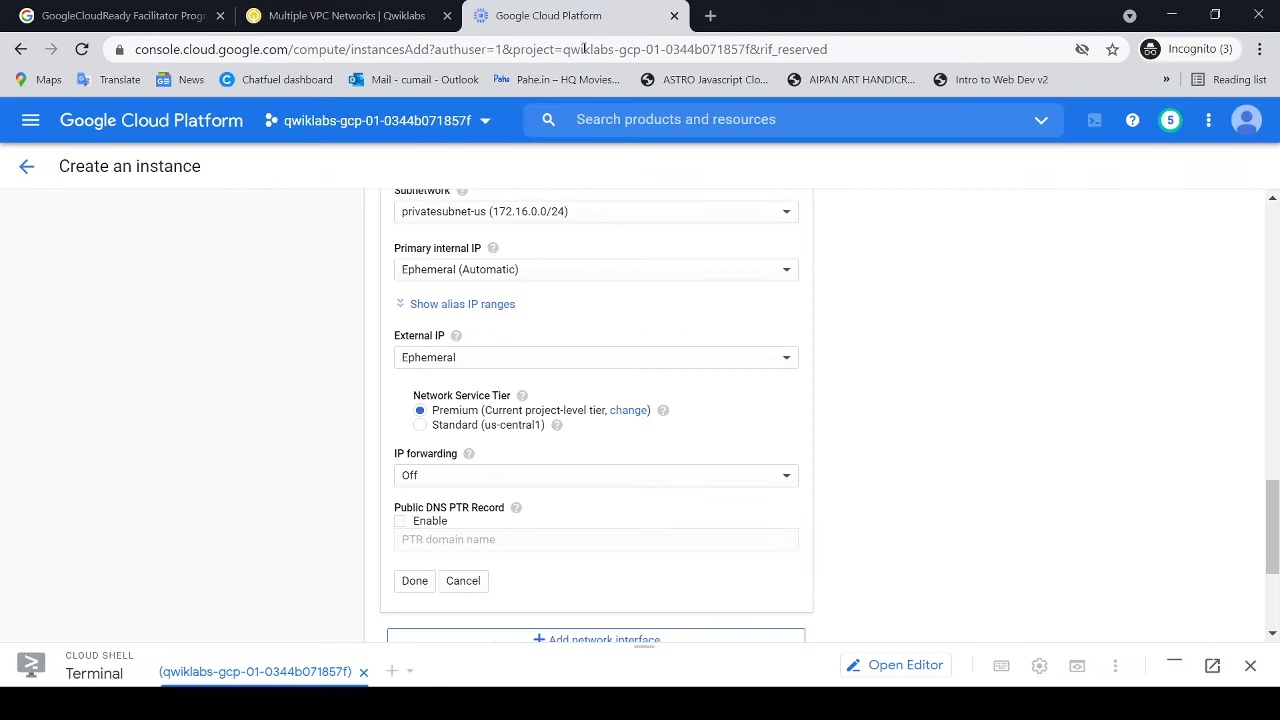 GoogleCloudReady Facilitator Progr
Multiple VPC Networks | Qwiklabs
Google Cloud Platform
console.cloud.google.com/compute/instancesAdd?authuser=1&project=qwiklabs-gcp-01-0344b071857f&rif_reserved
Incognito (3)
Maps
Translate
News
Chatfuel dashboard
Mail - cumail - Outlook
Pahe.in – HQ Movies...
ASTRO Javascript Clo...
AIPAN ART(HANDICR...
Intro to Web Dev v2
»
Reading list
Google Cloud Platform
qwiklabs-gcp-01-0344b071857f
Search products and resources
5
Create an instance
Subnetwork
privatesubnet-us (172.16.0.0/24)
Primary internal IP
Ephemeral (Automatic)
Show alias IP ranges
External IP
Ephemeral
Network Service Tier
Premium (Current project-level tier, change)
Standard (us-central1)
IP forwarding
Off
Public DNS PTR Record
Enable
PTR domain name
Done
Cancel
+ Add network interface
CLOUD SHELL
Terminal
(qwiklabs-gcp-01-0344b071857f)
Open Editor